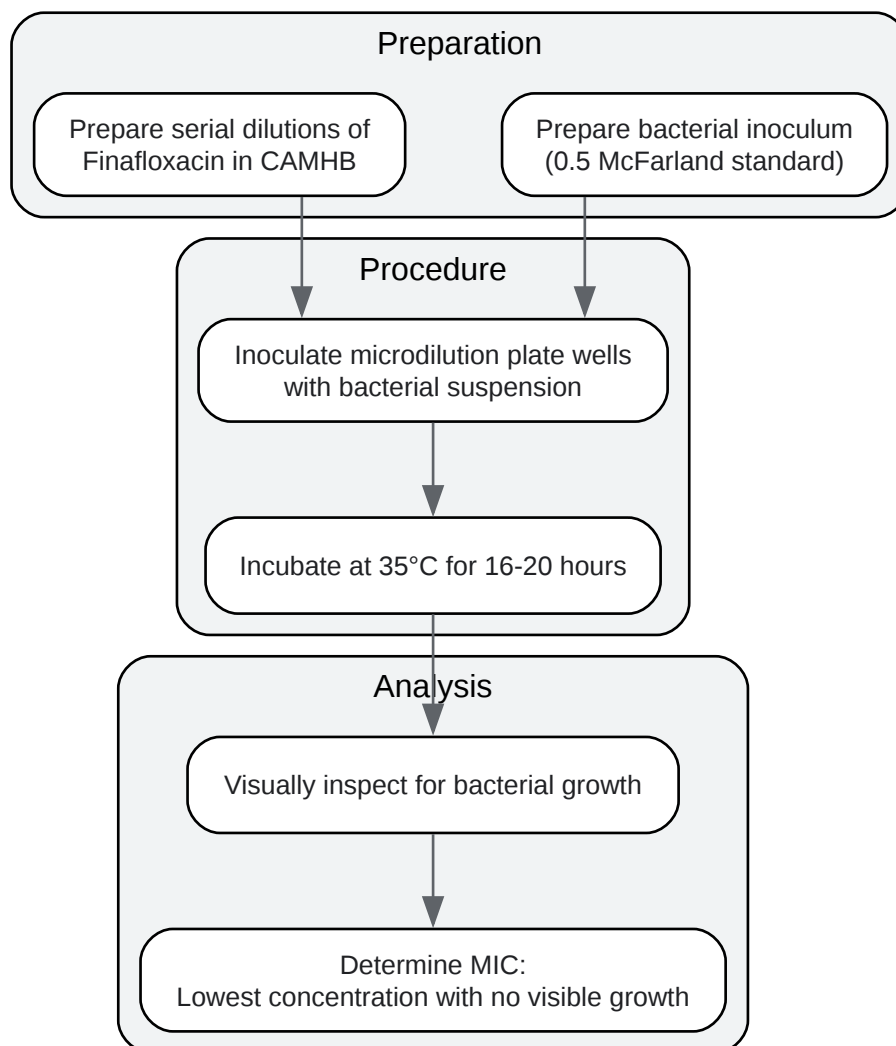 Preparation
Prepare serial dilutions of
Finafloxacin in CAMHB
Prepare bacterial inoculum
(0.5 McFarland standard)
Procedure
Inoculate microdilution plate wells
with bacterial suspension
Incubate at 35°C for 16-20 hours
Analysis
Visually inspect for bacterial growth
Determine MIC:
Lowest concentration with no visible growth